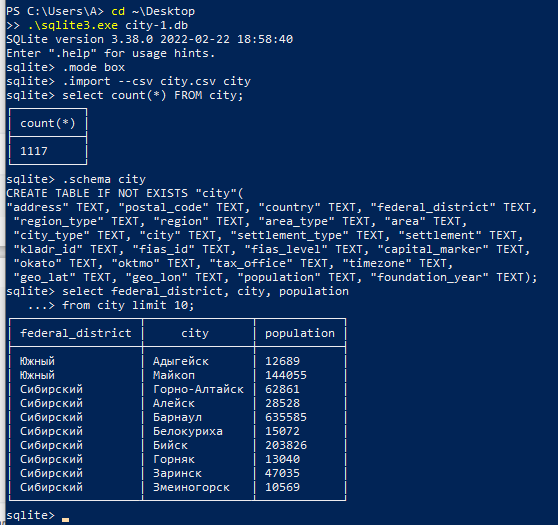 PS C:\Users\A> cd ~\Desktop
>> .\sqlite3.exe city-1.db
SQLite version 3.38.0 2022-02-22 18:58:40
Enter ".help" for usage hints.
sqlite> .mode box
sqlite> .import --csv city.csv city
sqlite> select count(*) FROM city;
count(*)
1117
sqlite> .schema city
CREATE TABLE IF NOT EXISTS "city"(
"address" TEXT, "postal_code" TEXT, "country" TEXT, "federal_district" TEXT,
"region_type" TEXT, "region" TEXT, "area_type" TEXT, "area" TEXT,
"city_type" TEXT, "city" TEXT, "settlement_type" TEXT, "settlement" TEXT,
"kladr_id" TEXT, "fias_id" TEXT, "fias_level" TEXT, "capital_marker" TEXT,
"okato" TEXT, "oktmo" TEXT, "tax_office" TEXT, "timezone" TEXT,
"geo_lat" TEXT, "geo_lon" TEXT, "population" TEXT, "foundation_year" TEXT);
sqlite> select federal_district, city, population
...> from city limit 10;
federal_district city population
Южный Адыгейск 12689
Южный Майкоп 144055
Сибирский Горно-Алтайск 62861
Сибирский Алейск 28528
Сибирский Барнаул 635585
Сибирский Белокуриха 15072
Сибирский Бийск 203826
Сибирский Горняк 13040
Сибирский Заринск 47035
Сибирский Змеиногорск 10569
sqlite>